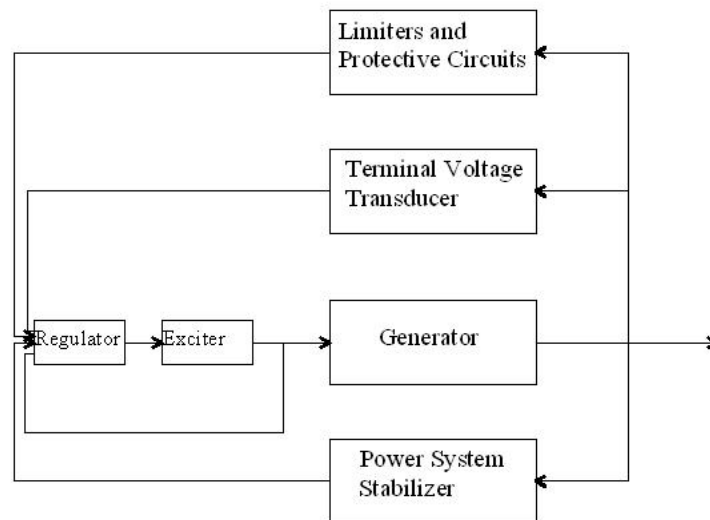 Limiters and
Protective Circuits
Terminal Voltage
Transducer
Regulator
Exciter
Generator
Power System
Stabilizer